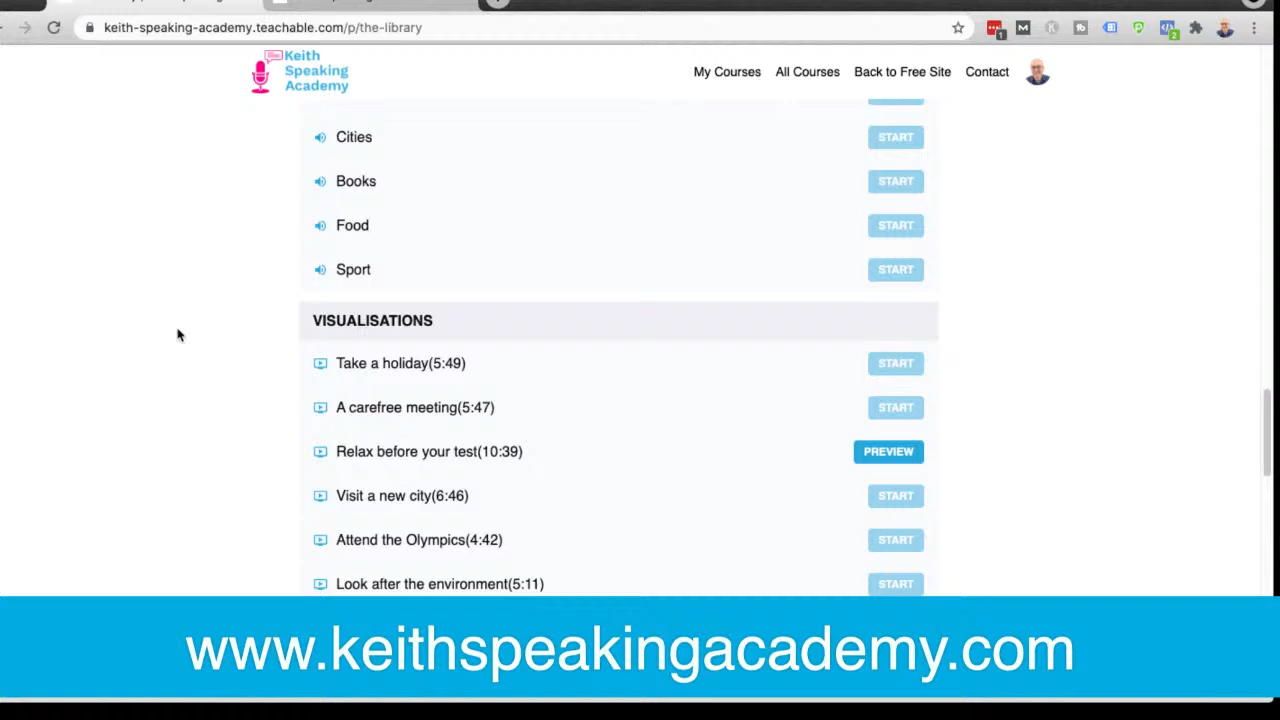 keith-speaking-academy.teachable.com/p/the-library
1
2
Keith
Speaking
Academy
My Courses
All Courses
Back to Free Site
Contact
Cities
START
Books
START
Food
START
Sport
START
VISUALISATIONS
Take a holiday(5:49)
START
A carefree meeting(5:47)
START
Relax before your test(10:39)
PREVIEW
Visit a new city(6:46)
START
Attend the Olympics(4:42)
START
Look after the environment(5:11)
START
www.keithspeakingacademy.com